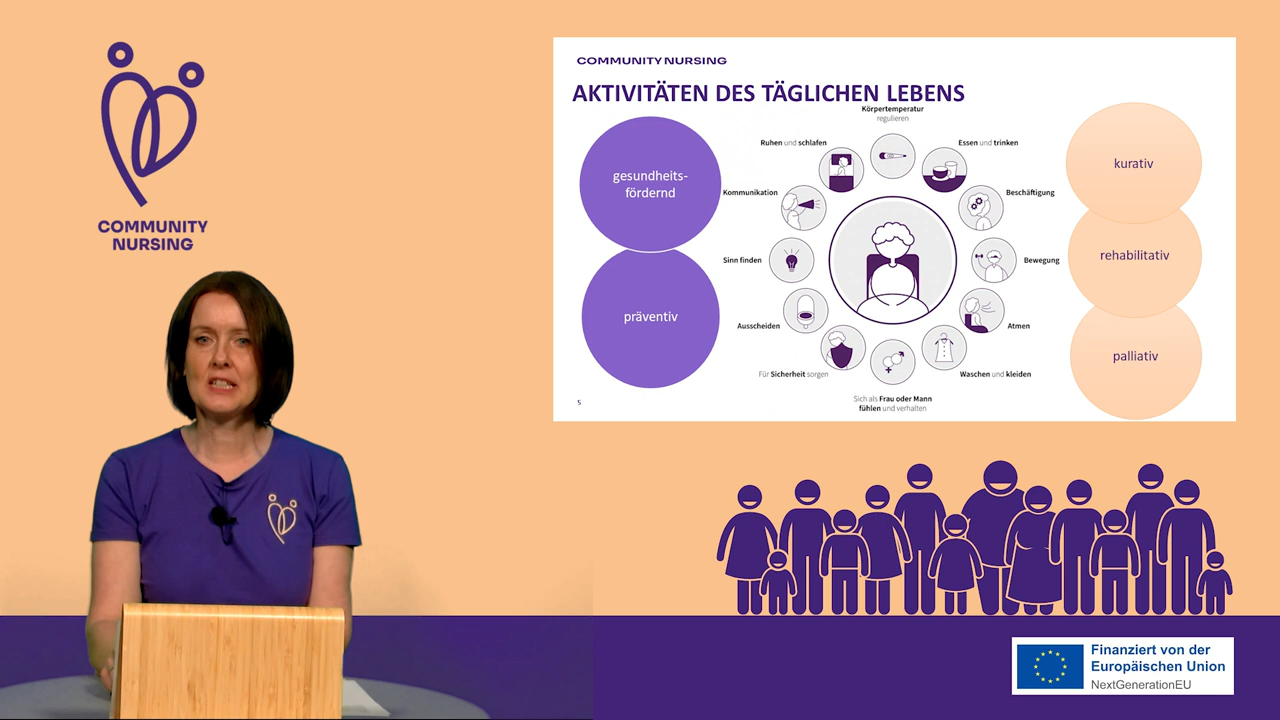 COMMUNITY
NURSING
COMMUNITY NURSING
AKTIVITÄTEN DES TÄGLICHEN LEBENS
gesundheits-
fördernd
präventiv
Körpertemperatur
regulieren
Ruhen und schlafen
Essen und trinken
Kommunikation
Beschäftigung
Sinn finden
Bewegung
Ausscheiden
Atmen
Für Sicherheit sorgen
Waschen und kleiden
Sich als Frau oder Mann
fühlen und verhalten
kurativ
rehabilitativ
palliativ
5
Finanziert von der
Europäischen Union
NextGenerationEU